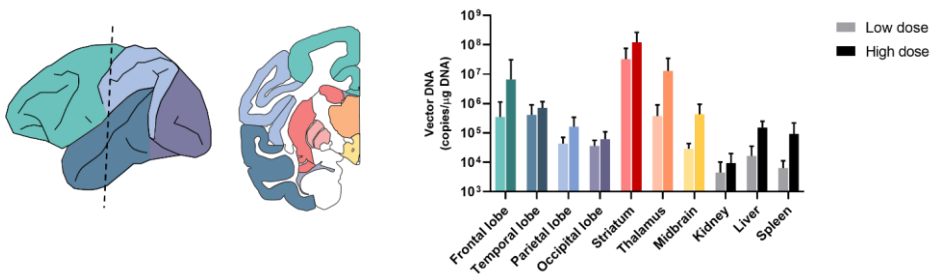 10⁹
10⁸
10⁷
10⁶
10⁵
10⁴
10³
Vector DNA
(copies/µg DNA)
Low dose
High dose
Frontal lobe
Temporal lobe
Parietal lobe
Occipital lobe
Striatum
Thalamus
Midbrain
Kidney
Liver
Spleen